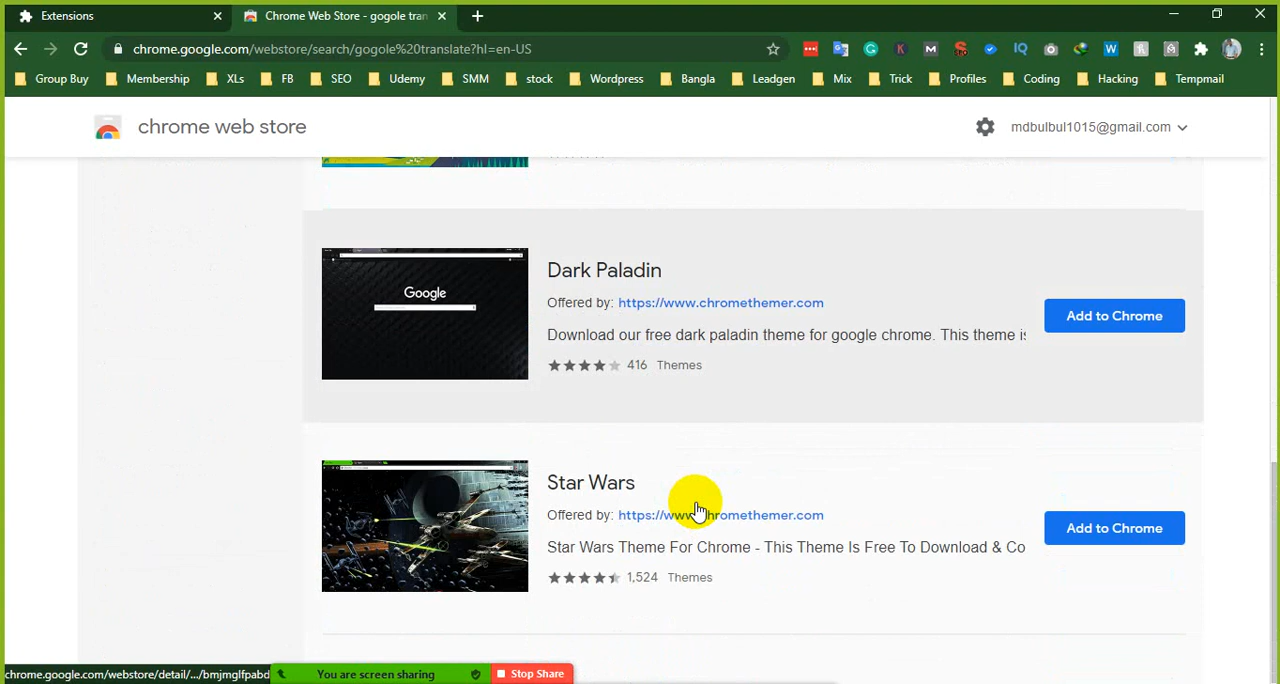 Extensions
Chrome Web Store - gogole tran
chrome.google.com/webstore/search/gogole%20translate?hl=en-US
Group Buy
Membership
XLs
FB
SEO
Udemy
SMM
stock
Wordpress
Bangla
Leadgen
Mix
Trick
Profiles
Coding
Hacking
Tempmail
chrome web store
mdbulbul1015@gmail.com
Dark Paladin
Offered by: https://www.chromethemer.com
Download our free dark paladin theme for google chrome. This theme is
416 Themes
Add to Chrome
Google
Star Wars
Offered by: https://www.chromethemer.com
Star Wars Theme For Chrome - This Theme Is Free To Download & Co
1,524 Themes
Add to Chrome
chrome.google.com/webstore/detail/.../bmjmglfpabd
You are screen sharing
Stop Share